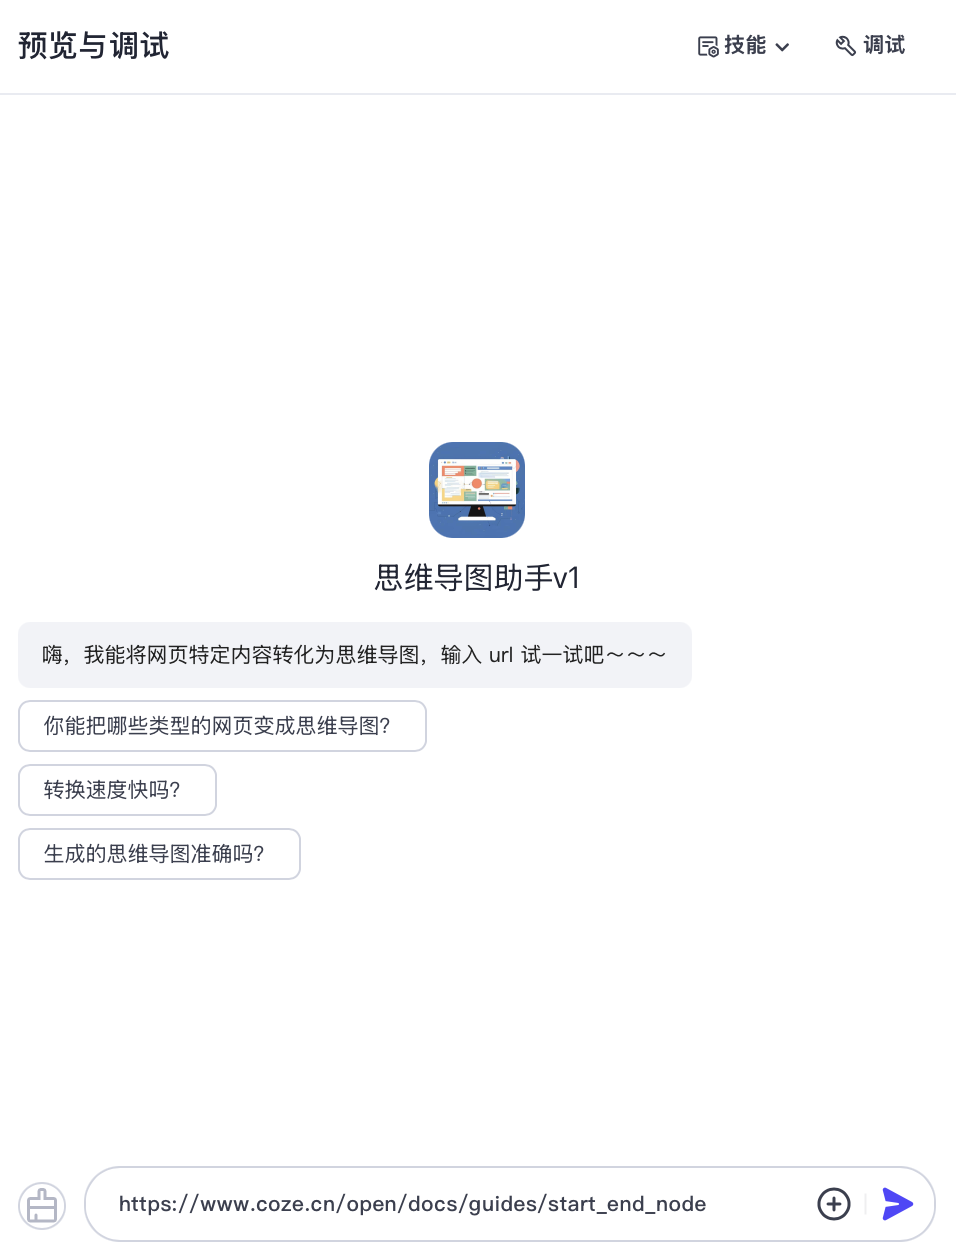 预览与调试
技能
调试
思维导图助手v1
嗨，我能将网页特定内容转化为思维导图，输入 url 试一试吧～～～
你能把哪些类型的网页变成思维导图？
转换速度快吗？
生成的思维导图准确吗？
https://www.coze.cn/open/docs/guides/start_end_node